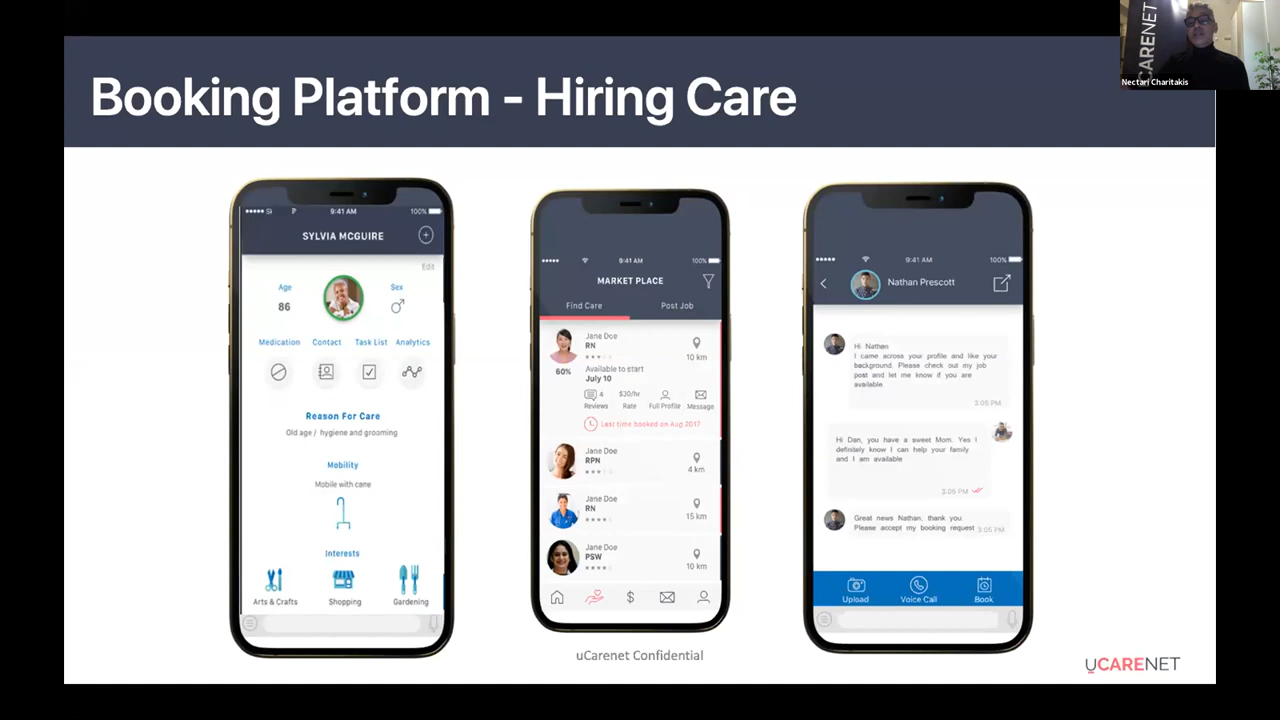 Booking Platform - Hiring Care
CARENET
Nectari Charitakis
9:41 AM
100%
SYLVIA MCGUIRE
Edit
Age
Sex
86
Medication
Contact
Task List
Analytics
Reason For Care
Old age / hygiene and grooming
Mobility
Mobile with cane
Interests
Arts & Crafts
Shopping
Gardening
9:41 AM
100%
MARKET PLACE
Find Care
Post Job
Jane Doe
RN
10 km
60%
Available to start
July 10
4
$30/hr
Reviews
Rate
Full Profile
Message
Last time booked on Aug 2017
Jane Doe
RPN
4 km
Jane Doe
RN
15 km
Jane Doe
PSW
10 km
$
9:41 AM
100%
Nathan Prescott
Hi Nathan
I came across your profile and like your
background. Please check out my job
post and let me know if you are
available
3:05 PM
Hi Dan, you have a sweet Mom. Yes I
definitely know I can help your family
and I am available
3:05 PM
Great news Nathan, thank you.
Please accept my booking request
3:05 PM
Upload
Voice Call
Book
uCarenet Confidential
uCARENET